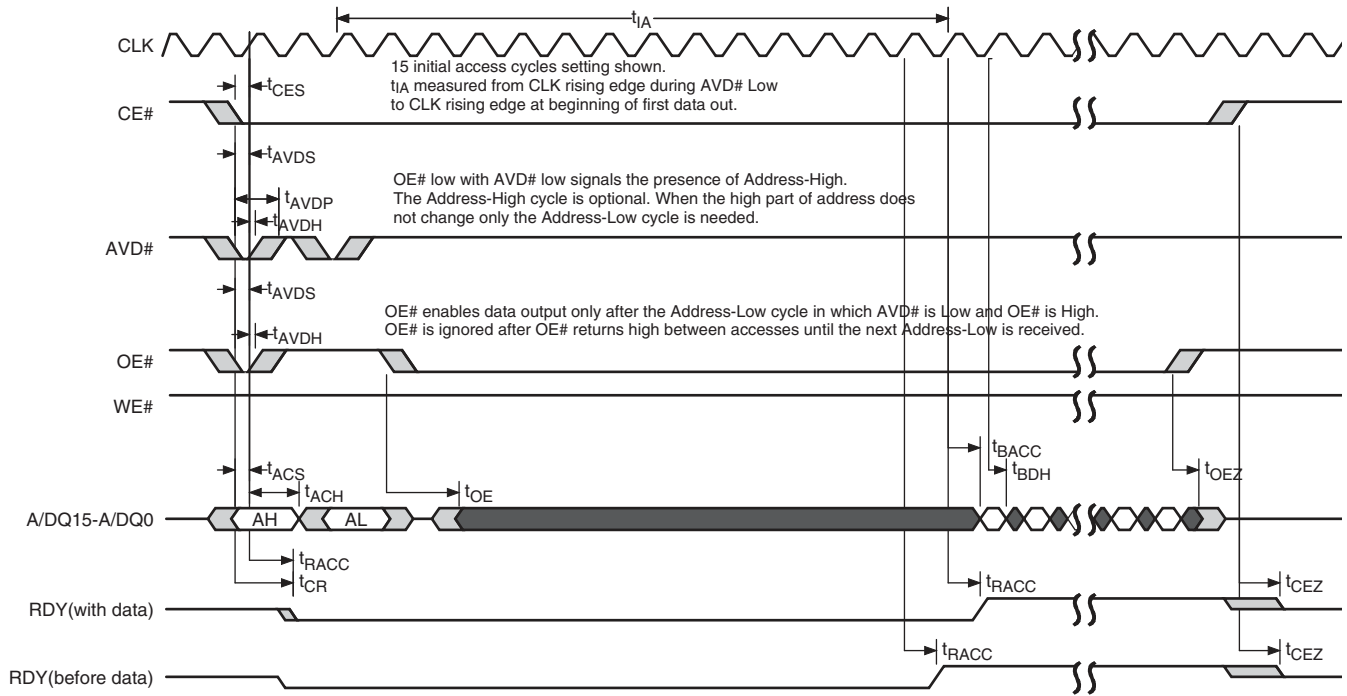 tIA
CLK
15 initial access cycles setting shown.
tIA measured from CLK rising edge during AVD# Low
to CLK rising edge at beginning of first data out.
tCES
CE#
tAVDS
OE# low with AVD# low signals the presence of Address-High.
The Address-High cycle is optional. When the high part of address does
not change only the Address-Low cycle is needed.
tAVDP
tAVDH
AVD#
tAVDS
OE# enables data output only after the Address-Low cycle in which AVD# is Low and OE# is High.
OE# is ignored after OE# returns high between accesses until the next Address-Low is received.
tAVDH
OE#
WE#
tBACC
tACS
tBDH
tOEZ
tACH
tOE
A/DQ15-A/DQ0
AH
AL
tRACC
tCR
tRACC
tCEZ
RDY(with data)
tRACC
tCEZ
RDY(before data)